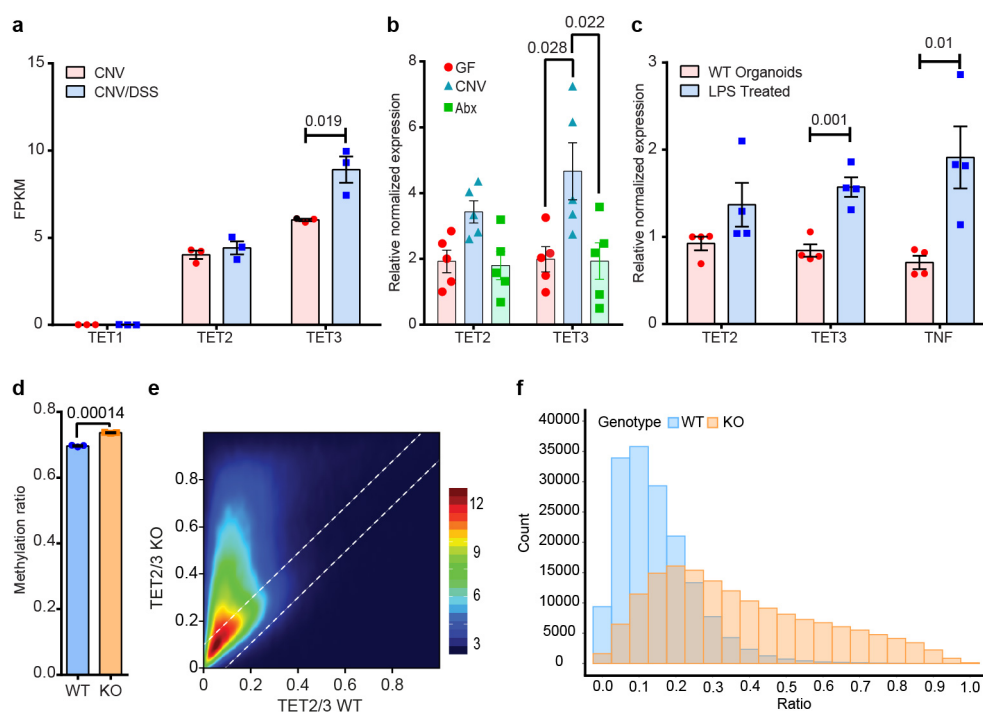 a
CNV
CNV/DSS
0.019
FPKM
15
10
5
0
TET1 TET2 TET3
b
GF
CNV
Abx
0.028
0.022
Relative normalized expression
8
6
4
2
0
TET2 TET3
c
WT Organoids
LPS Treated
0.01
0.001
Relative normalized expression
3
2
1
0
TET2 TET3 TNF
d
0.00014
Methylation ratio
0.8
0.6
0.4
0.2
0.0
WT KO
e
TET2/3 KO
0.8
0.6
0.4
0.2
0
0 0.2 0.4 0.6 0.8
TET2/3 WT
12
9
6
3
f
Genotype WT KO
Count
40000
35000
30000
25000
20000
15000
10000
5000
0
0.0 0.1 0.2 0.3 0.4 0.5 0.6 0.7 0.8 0.9 1.0
Ratio